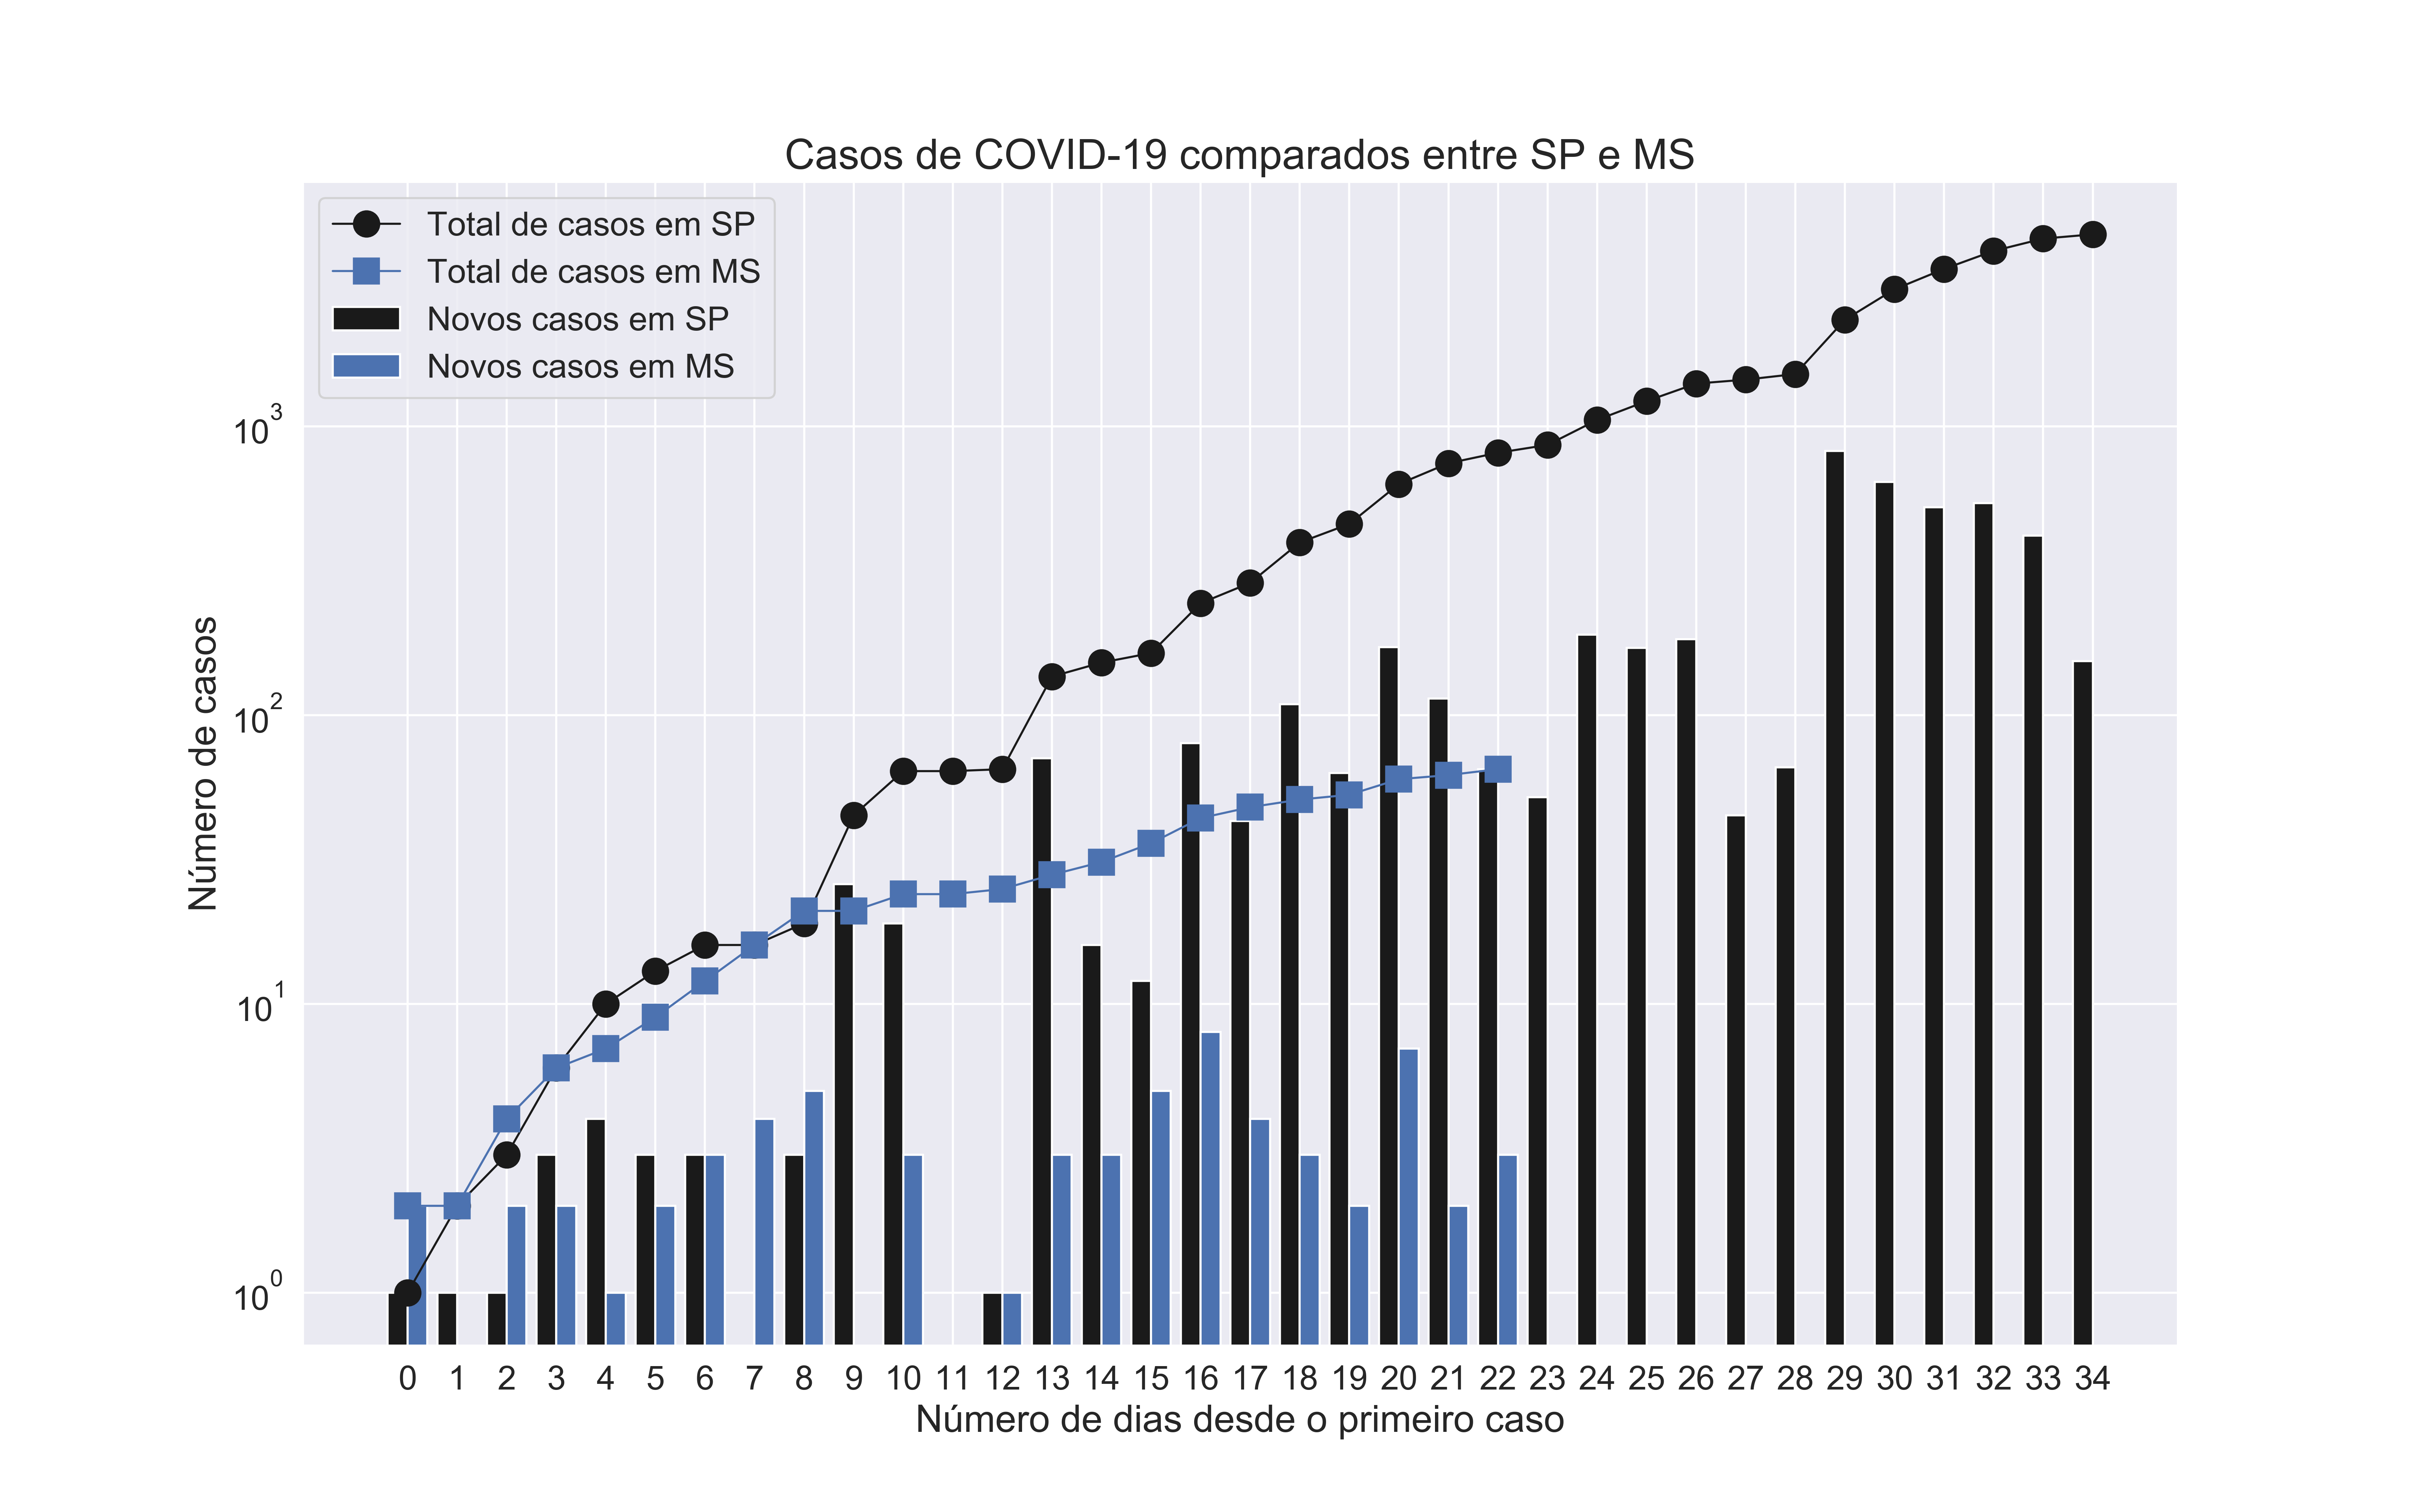 Casos de COVID-19 comparados entre SP e MS
Total de casos em SP
Total de casos em MS
Novos casos em SP
Novos casos em MS
Número de casos
10³
10²
10¹
10⁰
0 1 2 3 4 5 6 7 8 9 10 11 12 13 14 15 16 17 18 19 20 21 22 23 24 25 26 27 28 29 30 31 32 33 34
Número de dias desde o primeiro caso